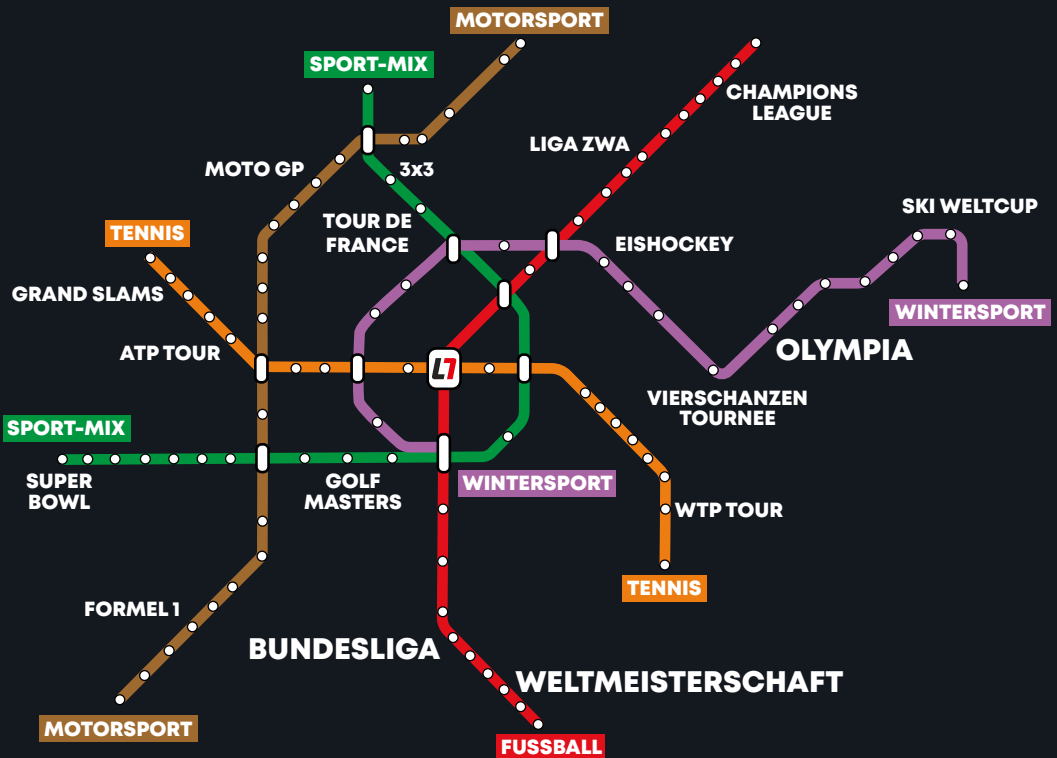 MOTORSPORT
SPORT-MIX
CHAMPIONS
LEAGUE
LIGA ZWA
MOTO GP
3x3
SKI WELTCUP
TOUR DE
FRANCE
TENNIS
EISHOCKEY
GRAND SLAMS
WINTERSPORT
ATP TOUR
OLYMPIA
L7
VIERSCHANZEN
TOURNEE
SPORT-MIX
SUPER
BOWL
GOLF
MASTERS
WINTERSPORT
WTP TOUR
TENNIS
FORMEL 1
BUNDESLIGA
WELTMEISTERSCHAFT
MOTORSPORT
FUSSBALL